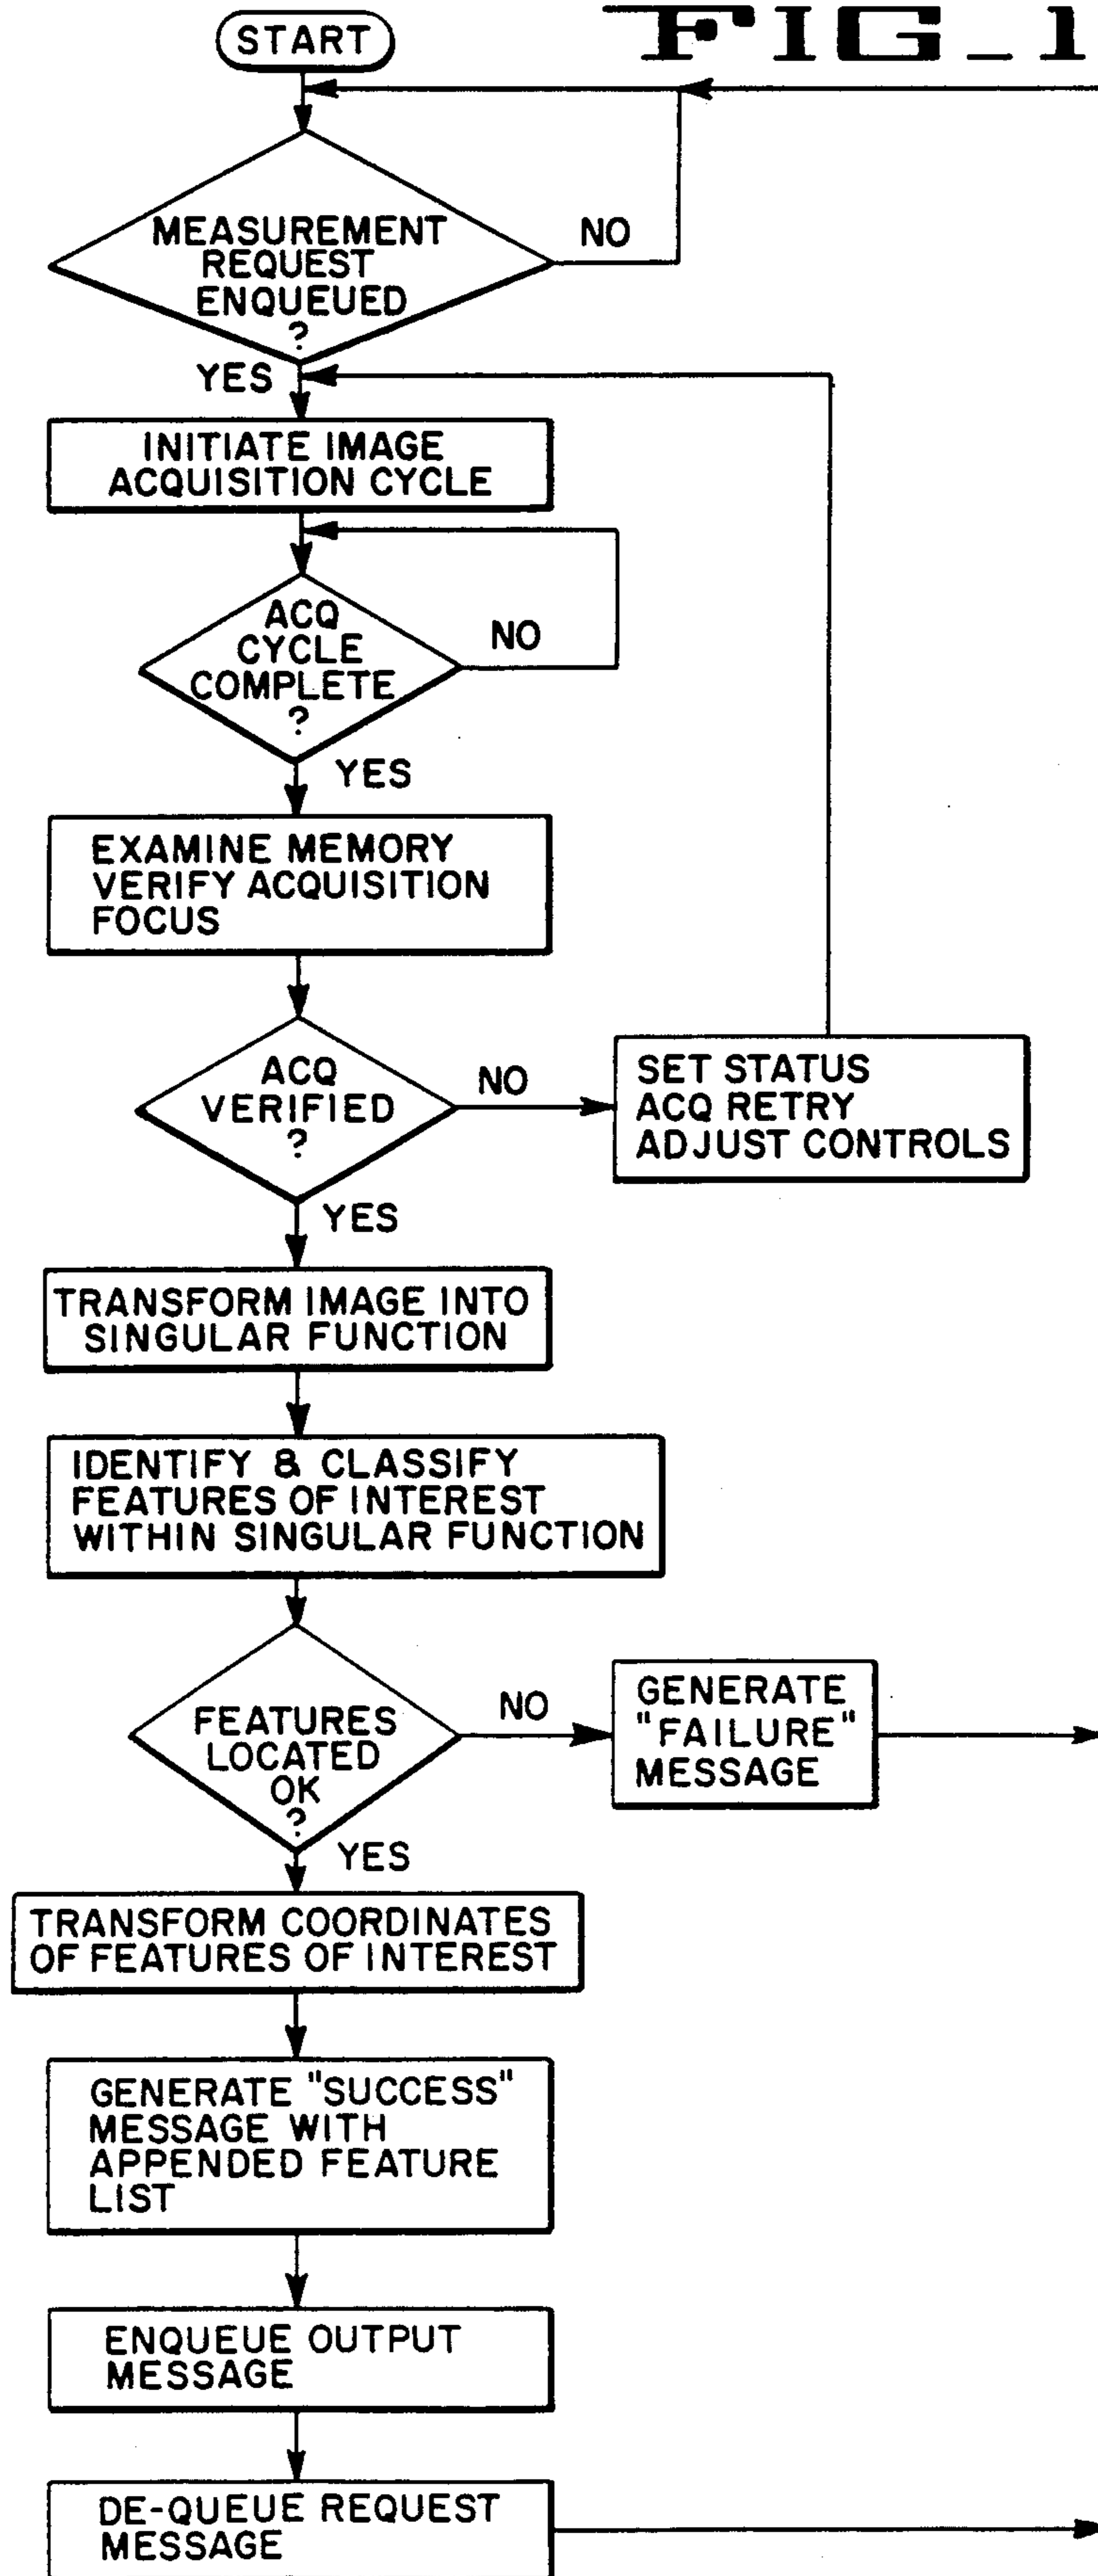 START
FIG_1
MEASUREMENT
REQUEST
ENQUEUED
?
NO
YES
INITIATE IMAGE
ACQUISITION CYCLE
ACQ
CYCLE
COMPLETE
?
NO
YES
EXAMINE MEMORY
VERIFY ACQUISITION
FOCUS
ACQ
VERIFIED
?
NO
SET STATUS
ACQ RETRY
ADJUST CONTROLS
YES
TRANSFORM IMAGE INTO
SINGULAR FUNCTION
IDENTIFY & CLASSIFY
FEATURES OF INTEREST
WITHIN SINGULAR FUNCTION
FEATURES
LOCATED
OK
?
NO
GENERATE
"FAILURE"
MESSAGE
YES
TRANSFORM COORDINATES
OF FEATURES OF INTEREST
GENERATE "SUCCESS"
MESSAGE WITH
APPENDED FEATURE
LIST
ENQUEUE OUTPUT
MESSAGE
DE-QUEUE REQUEST
MESSAGE